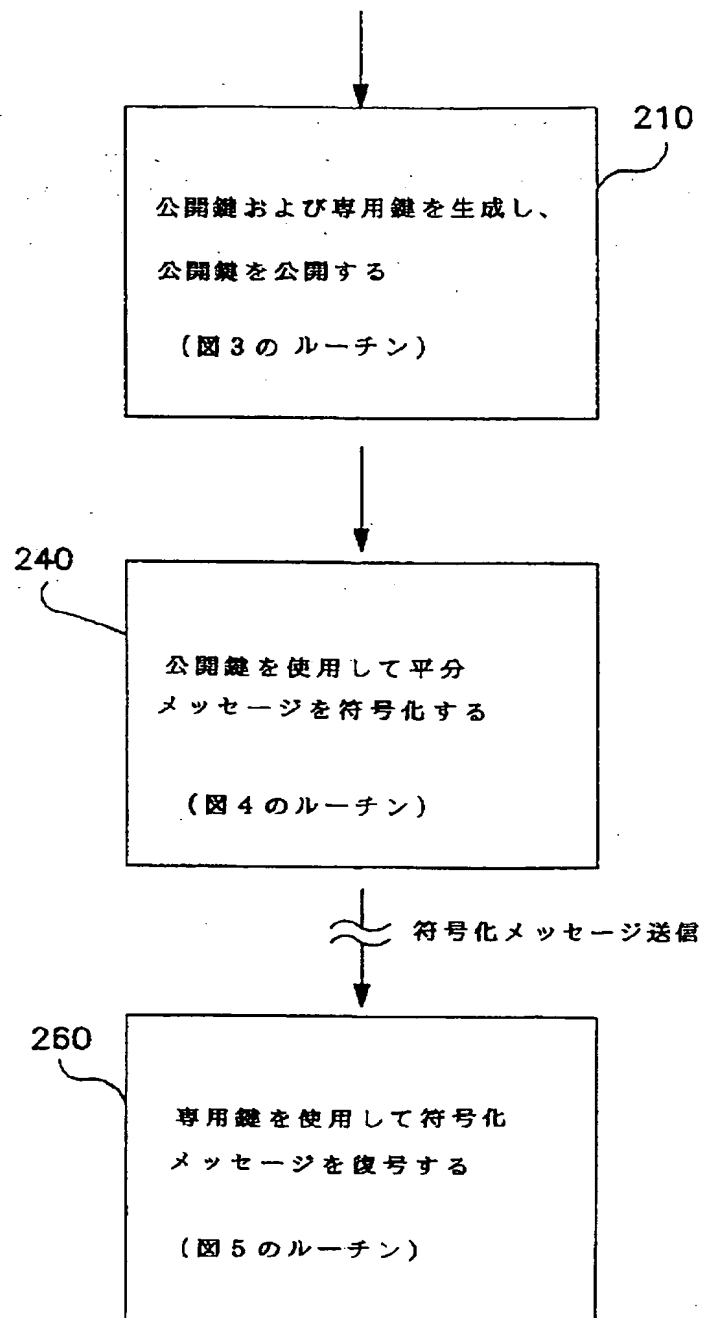 210
公開鍵および専用鍵を生成し、
公開鍵を公開する
(図3の ルーチン)
240
公開鍵を使用して平分
メッセージを符号化する
(図4のルーチン)
符号化メッセージ送信
260
専用鍵を使用して符号化
メッセージを復号する
(図5のルーチン)